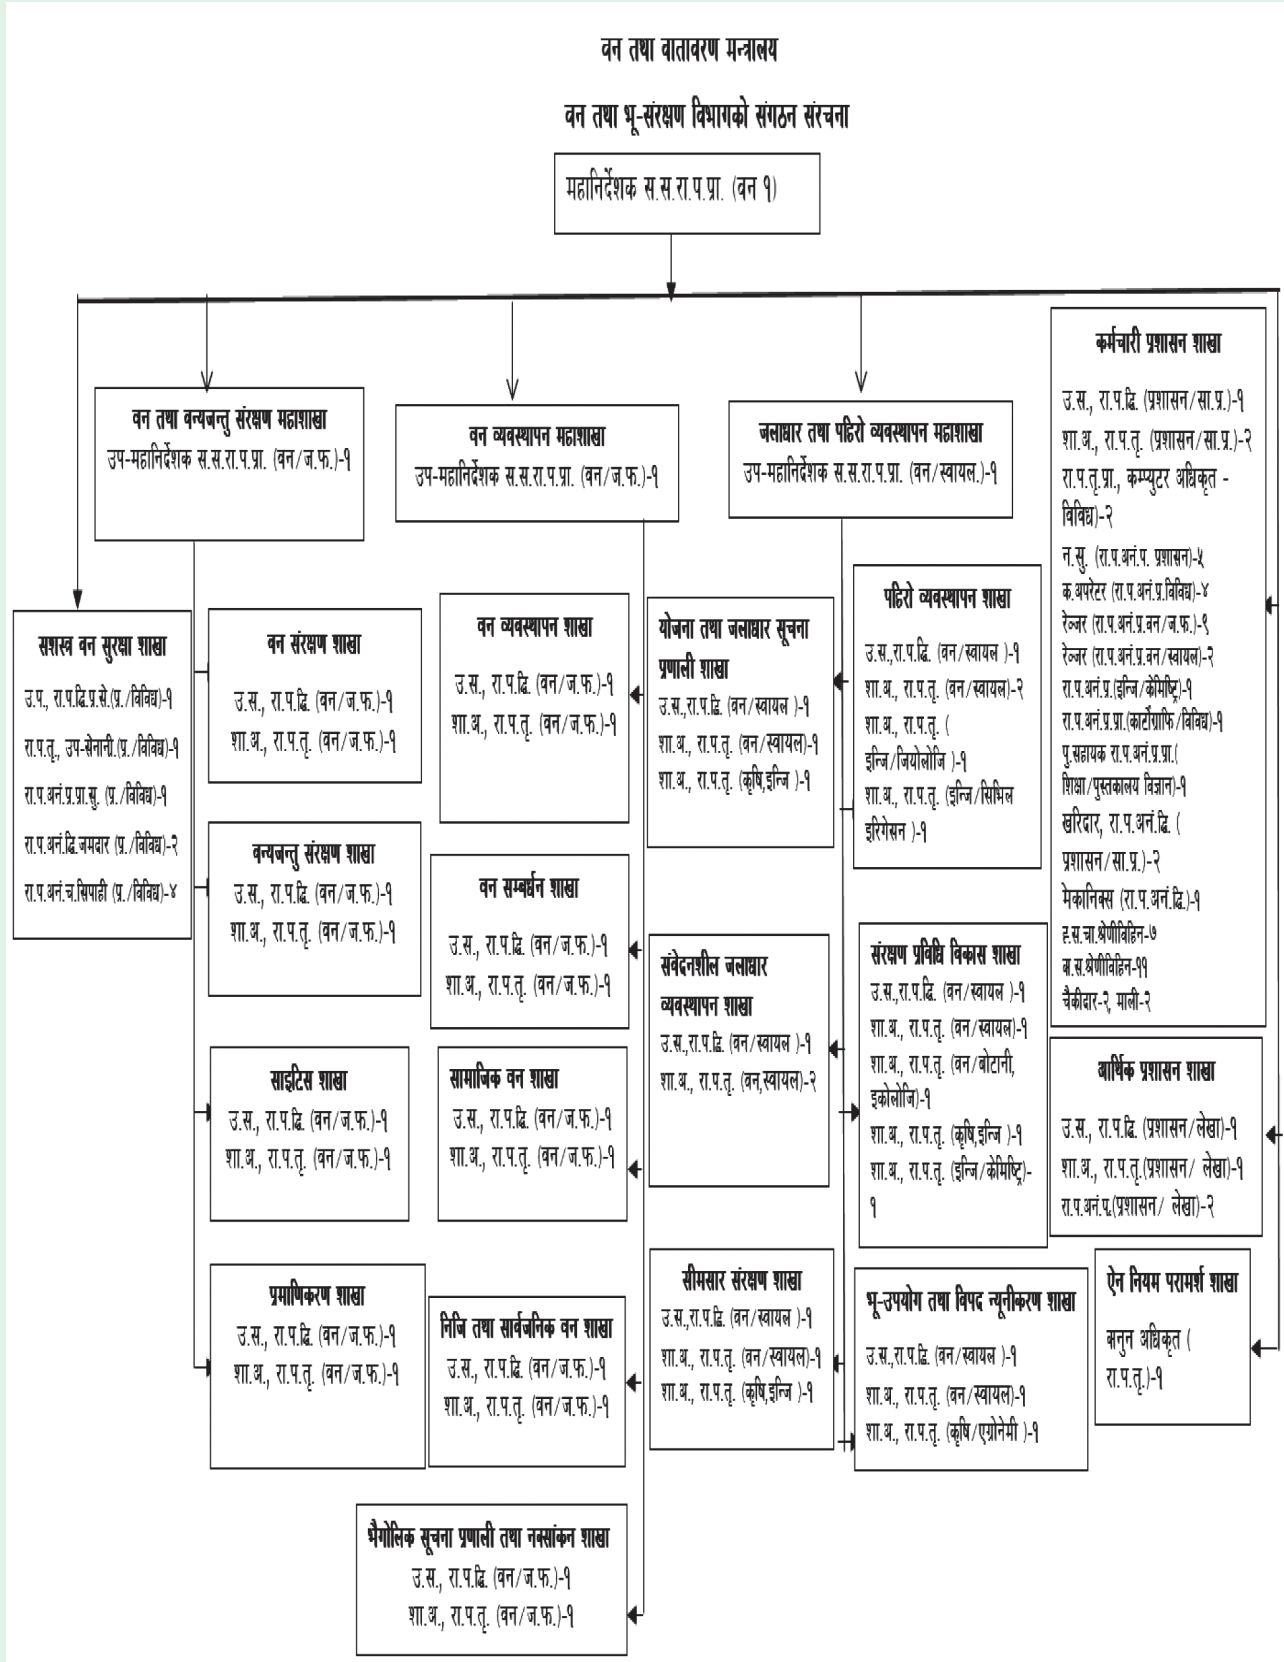 वन तथा वातावरण मन्त्रालय
वन तथा भू-संरक्षण विभागको संगठन संरचना
महानिर्देशक स.स.रा.प.प्रा. (वन १)
वन तथा वन्यजन्तु संरक्षण महाशाखा
उप-महानिर्देशक स.स.रा.प.प्रा. (वन/ज.फ.)-१
वन व्यवस्थापन महाशाखा
उप-महानिर्देशक स.स.रा.प.प्रा. (वन/ज.फ.)-१
जलाधार तथा पहिरो व्यवस्थापन महाशाखा
उप-महानिर्देशक स.स.रा.प.प्रा. (वन/स्वायल.)-१
सशस्त्र वन सुरक्षा शाखा
उ.प., रा.प.द्वि.प्र.से.(प्र./विविध)-१
रा.प.तृ., उप-सेनानी.(प्र./विविध)-१
रा.प.अनं.प्र.प्रा.सु. (प्र./विविध)-१
रा.प.अनं.द्वि.जमदार (प्र./विविध)-२
रा.प.अनं.च.सिपाही (प्र./विविध)-४
वन संरक्षण शाखा
उ.स., रा.प.द्वि. (वन/ज.फ.)-१
शा.अ., रा.प.तृ. (वन/ज.फ.)-१
वन्यजन्तु संरक्षण शाखा
उ.स., रा.प.द्वि. (वन/ज.फ.)-१
शा.अ., रा.प.तृ. (वन/ज.फ.)-१
साइटिस शाखा
उ.स., रा.प.द्वि. (वन/ज.फ.)-१
शा.अ., रा.प.तृ. (वन/ज.फ.)-१
प्रमाणिकरण शाखा
उ.स., रा.प.द्वि. (वन/ज.फ.)-१
शा.अ., रा.प.तृ. (वन/ज.फ.)-१
वन व्यवस्थापन शाखा
उ.स., रा.प.द्वि (वन/ज.फ.)-१
शा.अ., रा.प.तृ. (वन/ज.फ.)-१
वन सम्बर्धन शाखा
उ.स., रा.प.द्वि (वन/ज.फ.)-१
शा.अ., रा.प.तृ. (वन/ज.फ.)-१
सामाजिक वन शाखा
उ.स., रा.प.द्वि. (वन/ज.फ.)-१
शा.अ., रा.प.तृ. (वन/ज.फ.)-१
निजि तथा सार्वजनिक वन शाखा
उ.स., रा.प.द्वि (वन/ज.फ.)-१
शा.अ., रा.प.तृ. (वन/ज.फ.)-१
भैगोलिक सूचना प्रणाली तथा नक्सांकन शाखा
उ.स., रा.प.द्वि. (वन/ज.फ.)-१
शा.अ., रा.प.तृ. (वन/ज.फ.)-१
योजना तथा जलाधार सूचना
प्रणाली शाखा
उ.स.,रा.प.द्वि. (वन/स्वायल )-१
शा.अ., रा.प.तृ. (वन/स्वायल)-१
शा.अ., रा.प.तृ. (कृषि,इन्जि )-१
संवेदनशील जलाधार
व्यवस्थापन शाखा
उ.स.,रा.प.द्वि (वन/स्वायल )-१
शा.अ., रा.प.तृ. (वन,स्वायल)-२
सीमसार संरक्षण शाखा
उ.स.,रा.प.द्वि. (वन/स्वायल )-१
शा.अ., रा.प.तृ. (वन/स्वायल)-१
शा.अ., रा.प.तृ. (कृषि,इन्जि )-१
पहिरो व्यवस्थापन शाखा
उ.स.,रा.प.द्वि. (वन/स्वायल )-१
शा.अ., रा.प.तृ. (वन/स्वायल)-२
शा.अ., रा.प.तृ. (
इन्जि/जियोलोजि )-१
शा.अ., रा.प.तृ. (इन्जि/सिभिल
इरिगेसन )-१
संरक्षण प्रविधि विकास शाखा
उ.स.,रा.प.द्वि. (वन/स्वायल )-१
शा.अ., रा.प.तृ. (वन/स्वायल)-१
शा.अ., रा.प.तृ. (वन/बोटानी,
इकोलोजि)-१
शा.अ., रा.प.तृ. (कृषि,इन्जि )-१
शा.अ., रा.प.तृ. (इन्जि/केमिष्ट्रि)-
१
भू-उपयोग तथा विपद न्यूनीकरण शाखा
उ.स.,रा.प.द्वि. (वन/स्वायल )-१
शा.अ., रा.प.तृ. (वन/स्वायल)-१
शा.अ., रा.प.तृ. (कृषि/एग्रोनेमी )-१
कर्मचारी प्रशासन शाखा
उ.स., रा.प.द्वि. (प्रशासन/सा.प्र.)-१
शा.अ., रा.प.तृ. (प्रशासन/सा.प्र.)-२
रा.प.तृ.प्रा., कम्प्युटर अधिकृत -
विविध)-२
न.सु. (रा.प.अनं.प. प्रशासन)-५
क.अपरेटर (रा.प.अनं.प्र.विविध)-४
रेञ्जर (रा.प.अनं.प्र.वन/ज.फ.)-९
रेञ्जर (रा.प.अनं.प्र.वन/स्वायल)-२
रा.प.अनं.प्र.(इन्जि/केमिष्ट्रि)-१
रा.प.अनं.प्र.प्रा.(कार्टोग्राफि/विविध)-१
पु.सहायक रा.प.अनं.प्र.प्रा.(
शिक्षा/पुस्तकालय विज्ञान)-१
खरिदार, रा.प.अनं.द्वि. (
प्रशासन/सा.प्र.)-२
मेकानिक्स (रा.प.अनं.द्वि.)-१
ह.स.चा.श्रेणीविहिन-७
का.स.श्रेणीविहिन-११
चैकीदार-२, माली-२
आर्थिक प्रशासन शाखा
उ.स., रा.प.द्वि. (प्रशासन/लेखा)-१
शा.अ., रा.प.तृ.(प्रशासन/ लेखा)-१
रा.प.अनं.प्र.(प्रशासन/ लेखा)-२
ऐन नियम परामर्श शाखा
कानुन अधिकृत (
रा.प.तृ.)-१